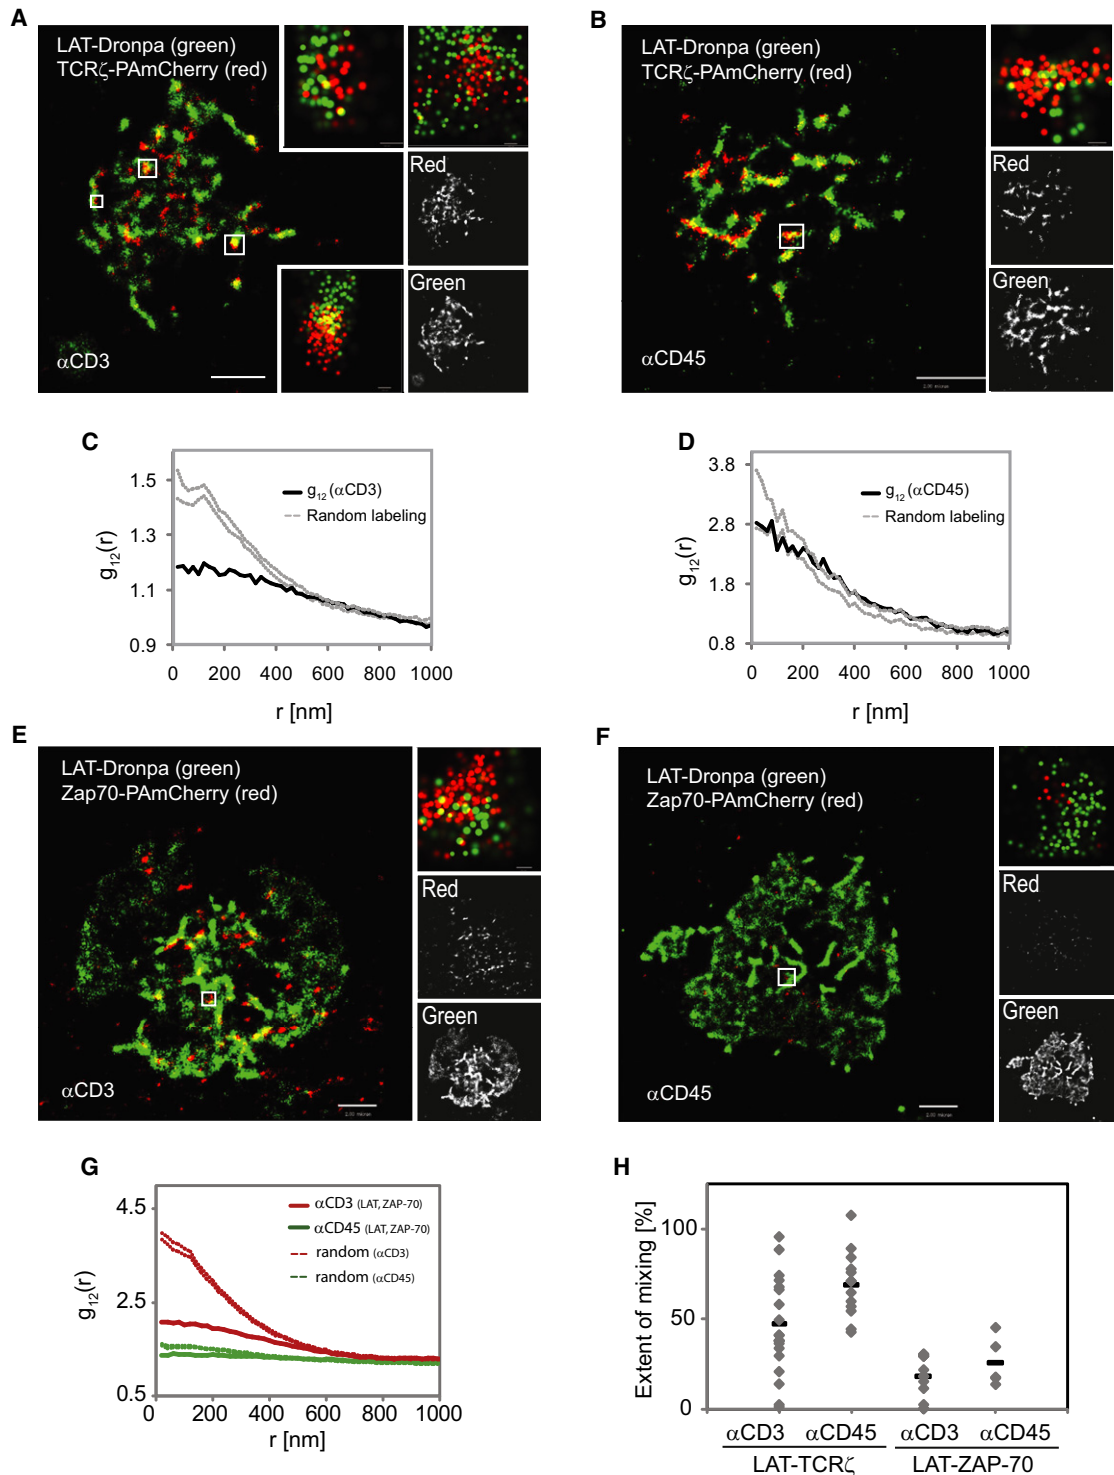 A
LAT-Dronpa (green)
TCRζ-PAmCherry (red)
Red
Green
αCD3
B
LAT-Dronpa (green)
TCRζ-PAmCherry (red)
Red
Green
αCD45
C
g12(r)
1.5
1.3
1.1
0.9
g12 (αCD3)
Random labeling
0 200 400 600 800 1000
r [nm]
D
g12(r)
3.8
2.8
1.8
0.8
g12 (αCD45)
Random labeling
0 200 400 600 800 1000
r [nm]
E
LAT-Dronpa (green)
Zap70-PAmCherry (red)
Red
Green
αCD3
F
LAT-Dronpa (green)
Zap70-PAmCherry (red)
Red
Green
αCD45
G
g12(r)
4.5
2.5
0.5
αCD3 (LAT, ZAP-70)
αCD45 (LAT, ZAP-70)
random (αCD3)
random (αCD45)
0 200 400 600 800 1000
r [nm]
H
Extent of mixing [%]
100
50
0
αCD3 αCD45 αCD3 αCD45
LAT-TCRζ LAT-ZAP-70